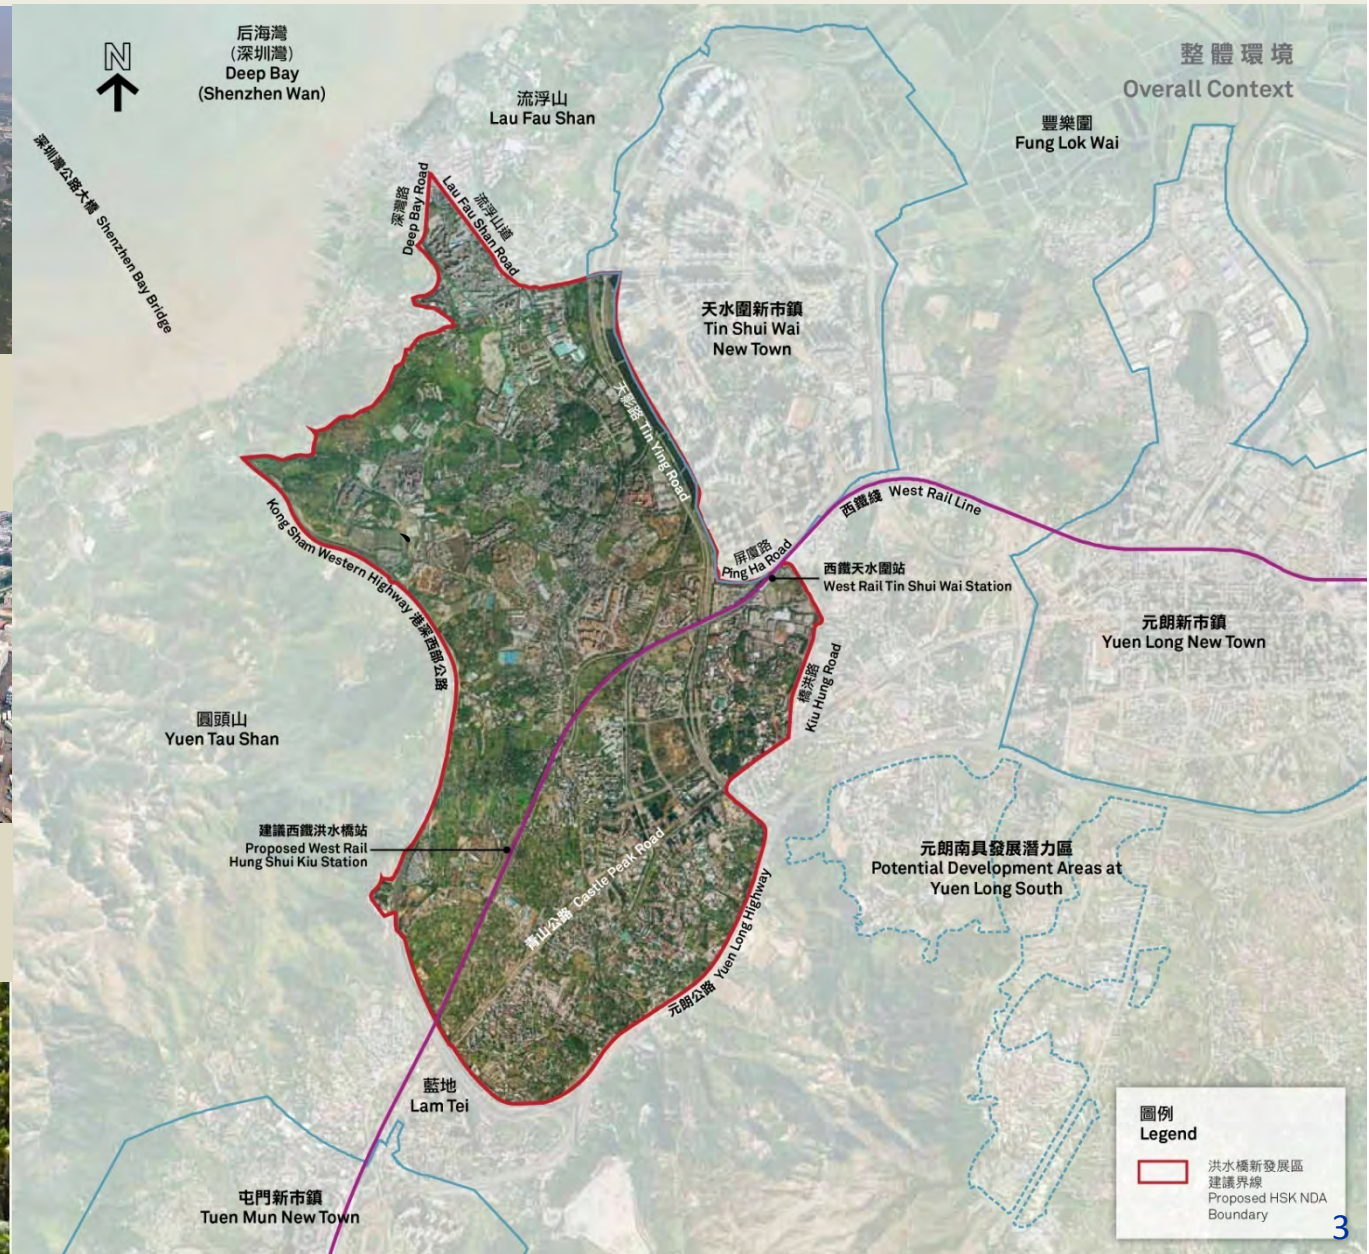 整體環境
Overall Context
N
后海灣
(深圳灣)
Deep Bay
(Shenzhen Wan)
流浮山
Lau Fau Shan
豐樂圍
Fung Lok Wai
深圳灣公路大橋 Shenzhen Bay Bridge
深灣路
Deep Bay Road
流浮山道
Lau Fau Shan Road
天水圍新市鎮
Tin Shui Wai
New Town
天影路 Tin Ying Road
西鐵綫 West Rail Line
Kong Sham Western Highway 港深西部公路
屏廈路
Ping Ha Road
西鐵天水圍站
West Rail Tin Shui Wai Station
元朗新市鎮
Yuen Long New Town
橋洪路
Kiu Hung Road
圓頭山
Yuen Tau Shan
建議西鐵洪水橋站
Proposed West Rail
Hung Shui Kiu Station
青山公路 Castle Peak Road
元朗南具發展潛力區
Potential Development Areas at
Yuen Long South
元朗公路 Yuen Long Highway
藍地
Lam Tei
屯門新市鎮
Tuen Mun New Town
圖例
Legend
洪水橋新發展區
建議界線
Proposed HSK NDA
Boundary
3